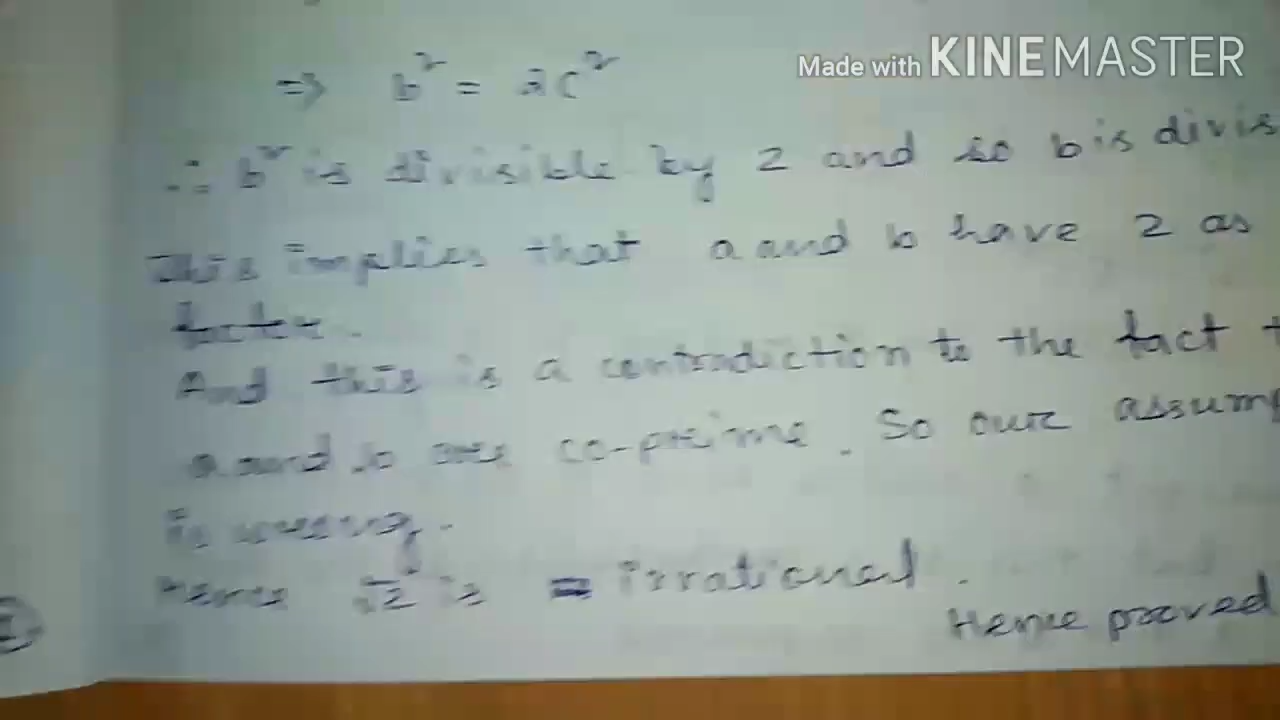 Made with KINEMASTER
⇒ b² = 2c²
∴ b² is divisible by 2 and so b is divis
This implies that a and b have 2 as
factor.
And this is a contradiction to the fact t
a and b are co-prime. So our assump
is wrong.
Hence √2 is = irrational.
Hence proved